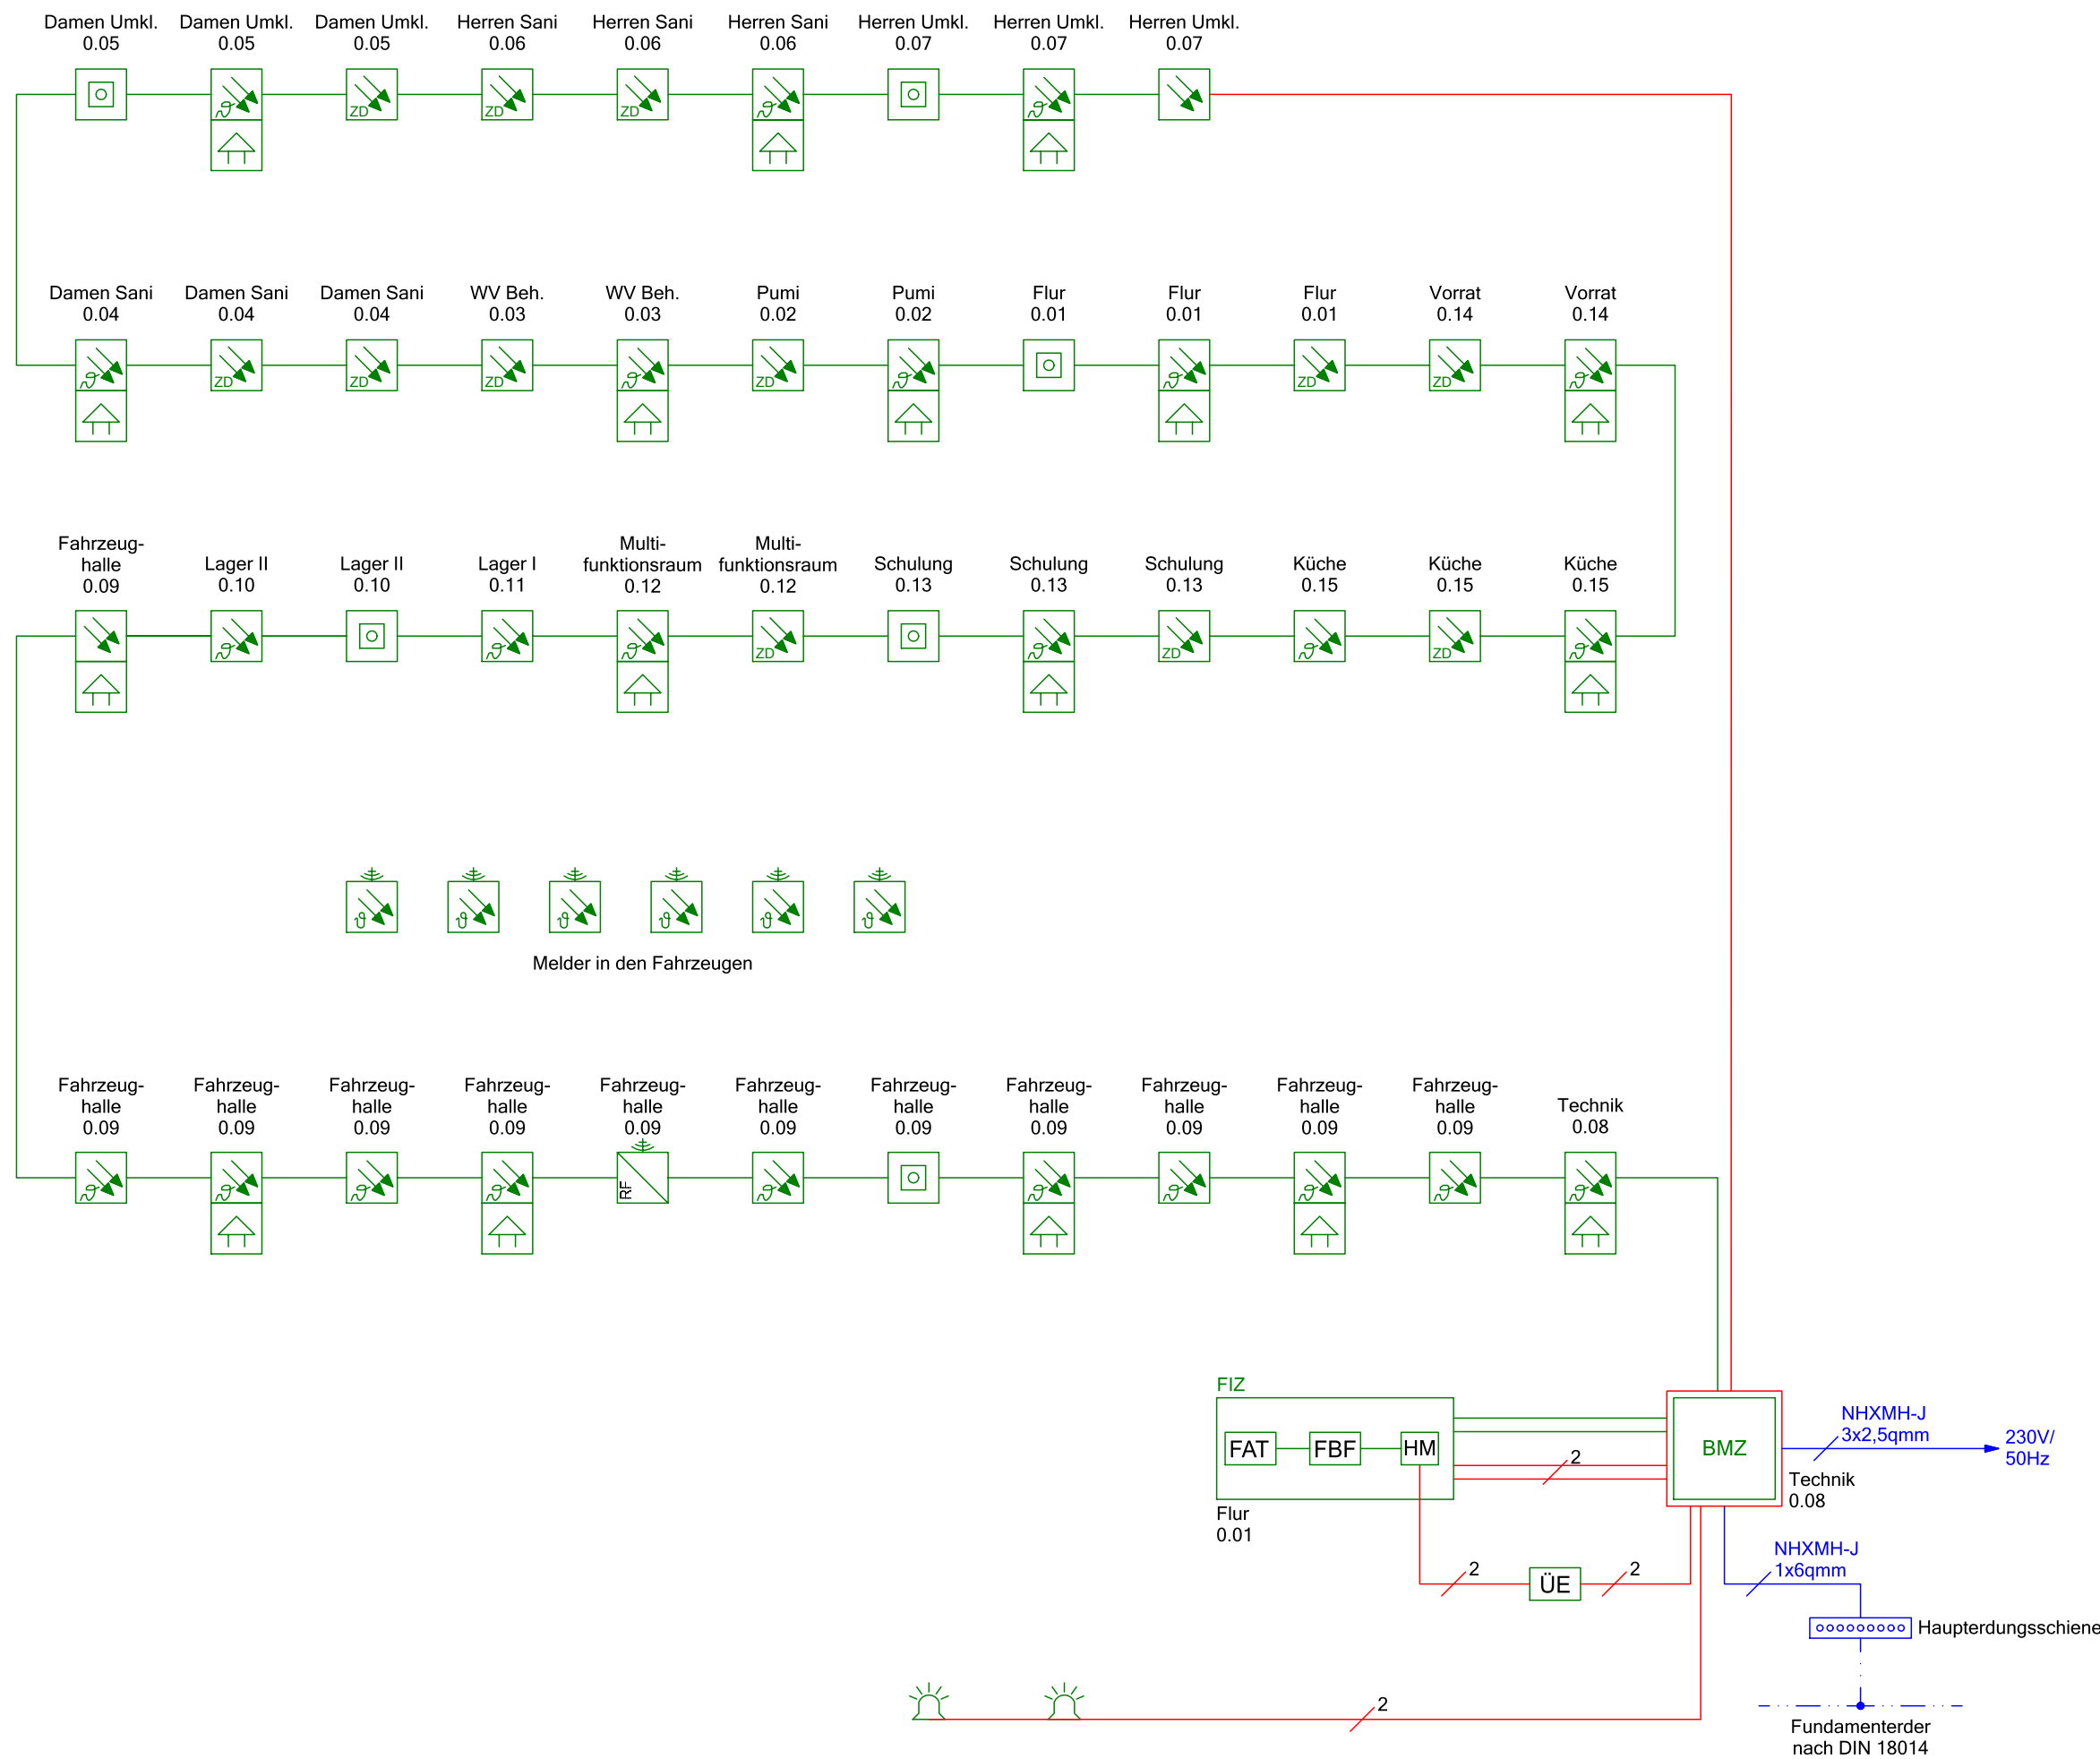 Damen Umkl. Damen Umkl. Damen Umkl. Herren Sani Herren Sani Herren Sani Herren Umkl. Herren Umkl. Herren Umkl.
0.05 0.05 0.05 0.06 0.06 0.06 0.07 0.07 0.07
ZD ZD ZD
Damen Sani Damen Sani Damen Sani WV Beh. WV Beh. Pumi Pumi Flur Flur Flur Vorrat Vorrat
0.04 0.04 0.04 0.03 0.03 0.02 0.02 0.01 0.01 0.01 0.14 0.14
ZD ZD ZD ZD ZD ZD
Fahrzeug- Multi- Multi-
halle Lager II Lager II Lager I funktionsraum funktionsraum Schulung Schulung Schulung Küche Küche Küche
0.09 0.10 0.10 0.11 0.12 0.12 0.13 0.13 0.13 0.15 0.15 0.15
ZD ZD ZD
ϑ ϑ ϑ ϑ ϑ ϑ
Melder in den Fahrzeugen
Fahrzeug- Fahrzeug- Fahrzeug- Fahrzeug- Fahrzeug- Fahrzeug- Fahrzeug- Fahrzeug- Fahrzeug- Fahrzeug- Fahrzeug-
halle halle halle halle halle halle halle halle halle halle halle Technik
0.09 0.09 0.09 0.09 0.09 0.09 0.09 0.09 0.09 0.09 0.09 0.08
RF
FIZ
FAT FBF HM
2
Flur
0.01
BMZ
Technik
0.08
NHXMH-J
3x2,5qmm
230V/
50Hz
2 ÜE 2
NHXMH-J
1x6qmm
Haupterdungsschiene
2
Fundamenterder
nach DIN 18014